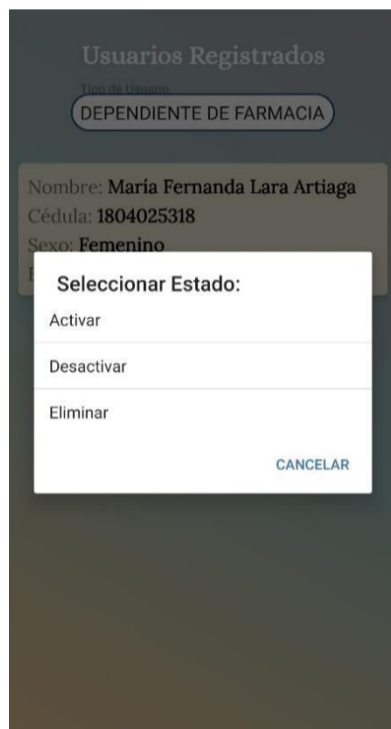 Usuarios Registrados
Tipo de Usuario
DEPENDIENTE DE FARMACIA
Nombre: María Fernanda Lara Artiaga
Cédula: 1804025318
Sexo: Femenino
Seleccionar Estado:
Activar
Desactivar
Eliminar
CANCELAR